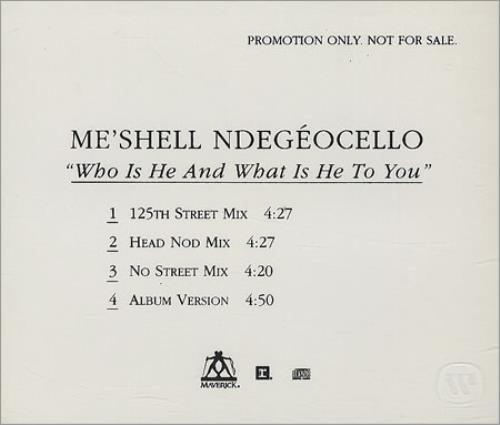 PROMOTION ONLY. NOT FOR SALE.
ME'SHELL NDEGÉOCELLO
"Who Is He And What Is He To You"
1 125TH STREET MIX 4:27
2 HEAD NOD MIX 4:27
3 NO STREET MIX 4:20
4 ALBUM VERSION 4:50
MAVERICK